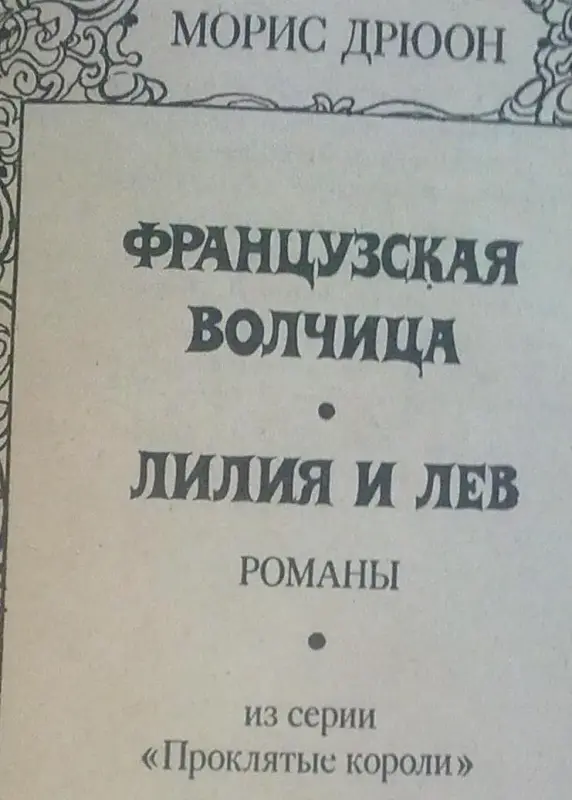 МОРИС ДРЮОН
ФРАНЦУЗСКАЯ
ВОЛЧИЦА
•
ЛИЛИЯ И ЛЕВ
РОМАНЫ
•
из серии
«Проклятые короли»